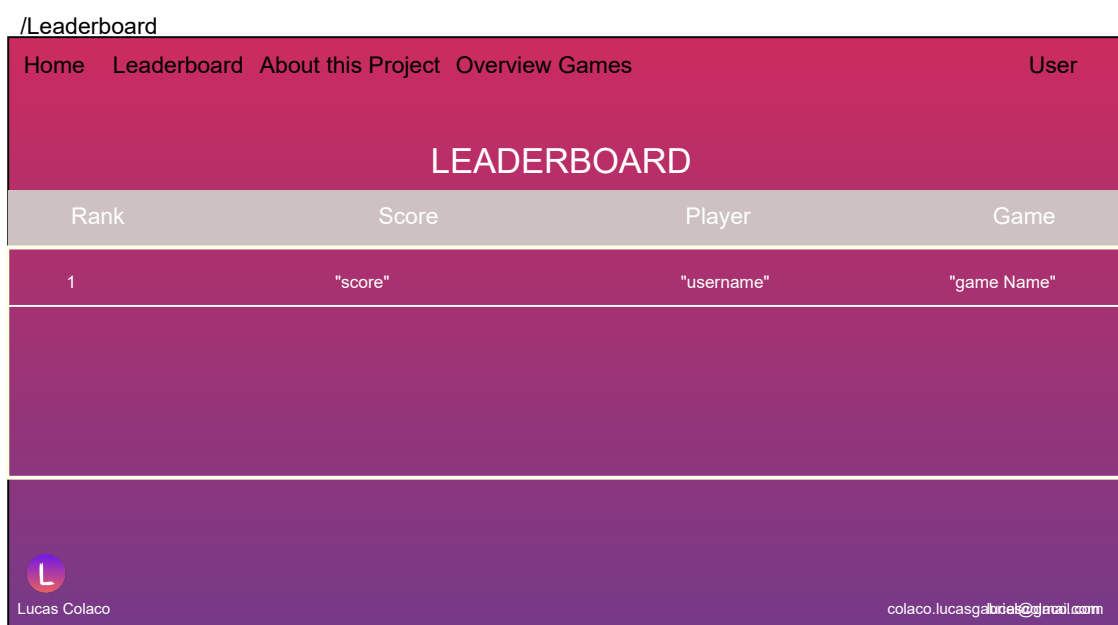 /Leaderboard
Home Leaderboard About this Project Overview Games User
LEADERBOARD
Rank Score Player Game
1 "score" "username" "game Name"
L
Lucas Colaco